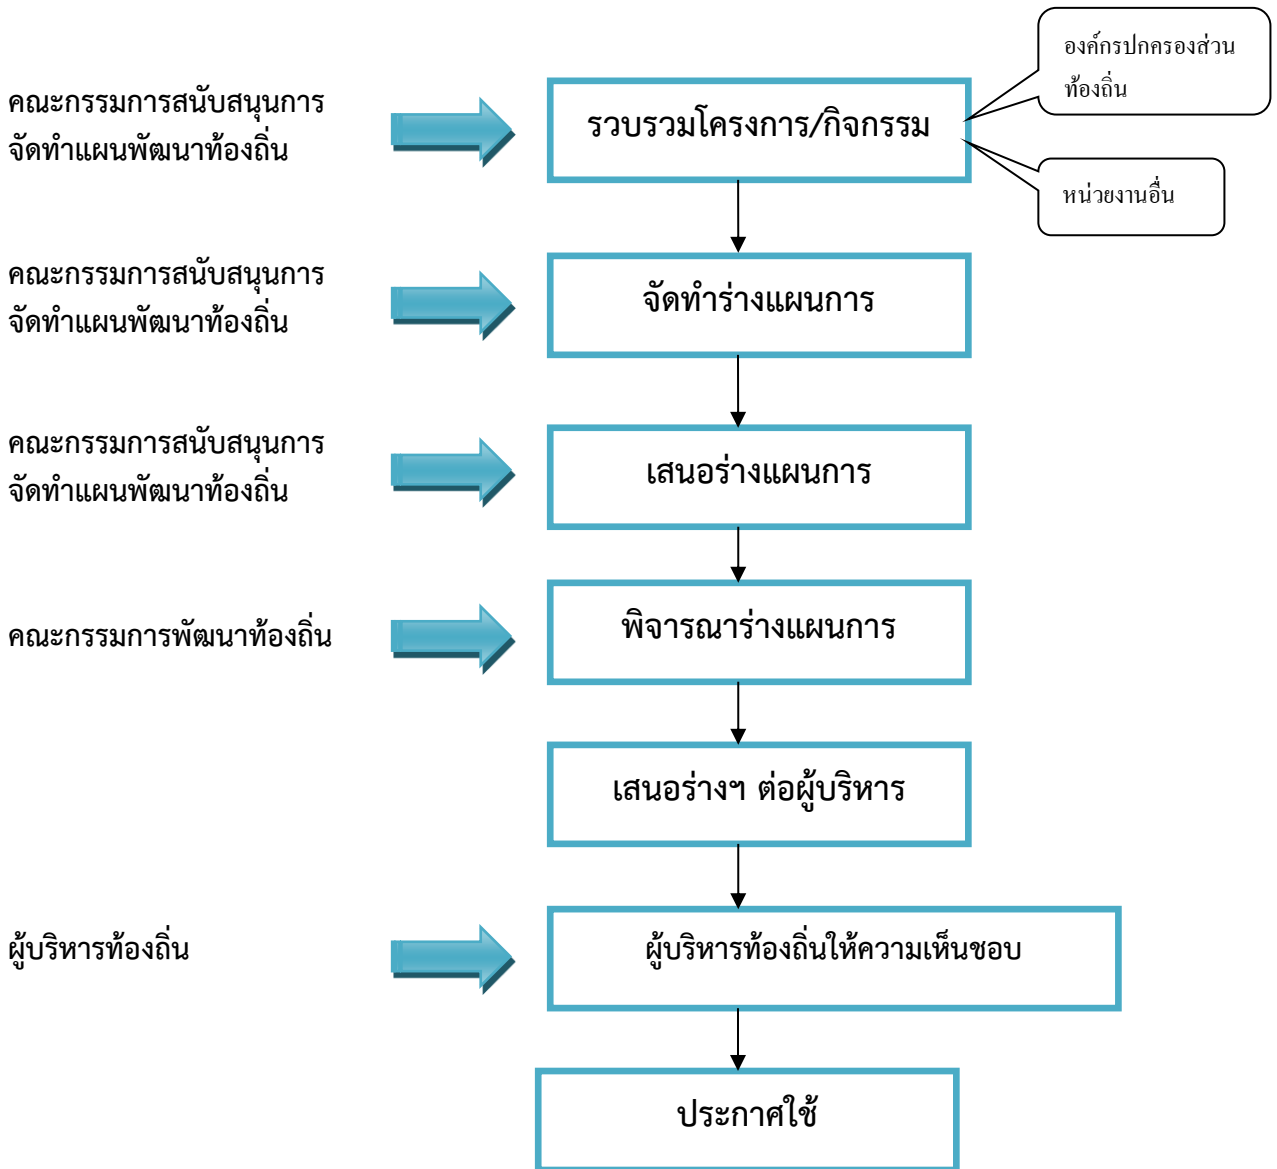 องค์กรปกครองส่วน
ท้องถิ่น
คณะกรรมการสนับสนุนการ
จัดทำแผนพัฒนาท้องถิ่น
รวบรวมโครงการ/กิจกรรม
หน่วยงานอื่น
คณะกรรมการสนับสนุนการ
จัดทำแผนพัฒนาท้องถิ่น
จัดทำร่างแผนการ
คณะกรรมการสนับสนุนการ
จัดทำแผนพัฒนาท้องถิ่น
เสนอร่างแผนการ
คณะกรรมการพัฒนาท้องถิ่น
พิจารณาร่างแผนการ
เสนอร่างฯ ต่อผู้บริหาร
ผู้บริหารท้องถิ่น
ผู้บริหารท้องถิ่นให้ความเห็นชอบ
ประกาศใช้